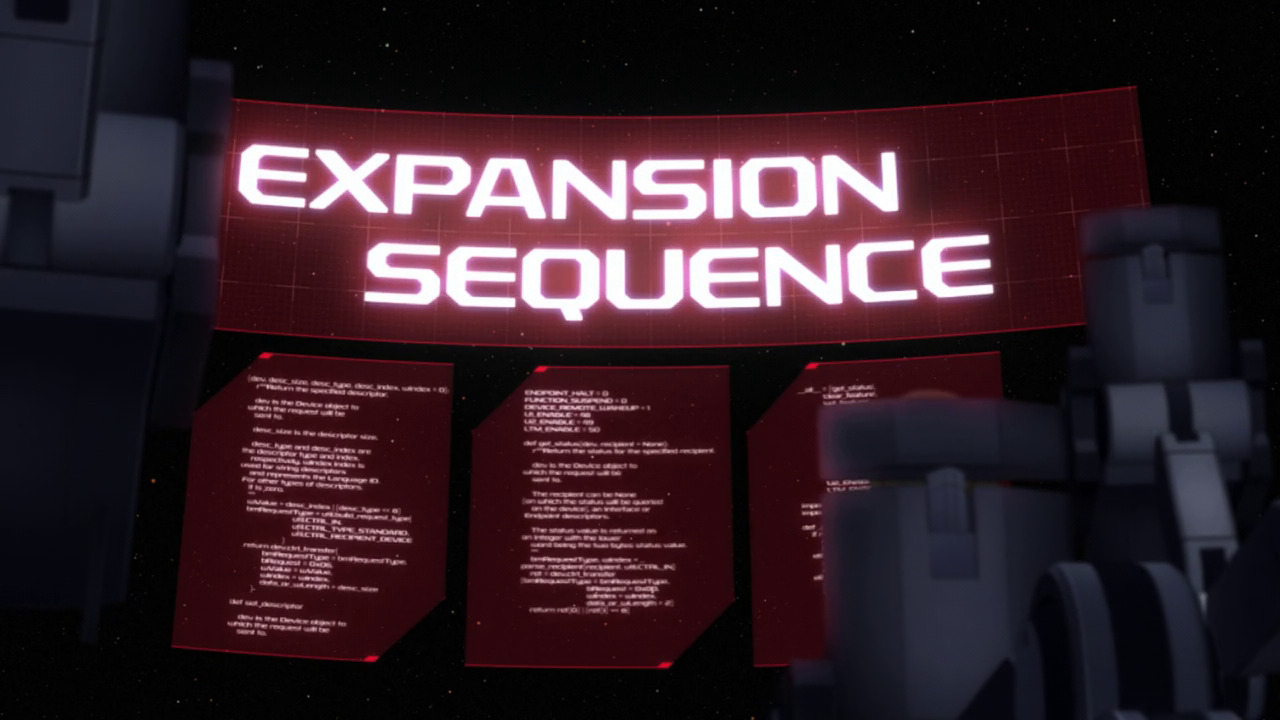 EXPANSION
SEQUENCE
(dev, desc_size, desc_type, desc_index, windex = 0):
r"""Return the specified descriptor.
dev is the Device object to
which the request will be
sent to.
desc_size is the descriptor size.
desc_type and desc_index are
the descriptor type and index,
respectively. windex index is
used for string descriptors
and represents the Language ID.
For other types of descriptors,
it is zero.
"""
wValue = desc_index | (desc_type << 8)
bmRequestType = util.build_request_type(
util.CTRL_IN,
util.CTRL_TYPE_STANDARD,
util.CTRL_RECIPIENT_DEVICE
)
return dev.ctrl_transfer(
bmRequestType = bmRequestType,
bRequest = 0x06,
wValue = wValue,
windex = windex,
data_or_wLength = desc_size
),
def set_descriptor
dev is the Device object to
which the request will be
sent to.
ENDPOINT_HALT = 0
FUNCTION_SUSPEND = 0
DEVICE_REMOTE_WAKEUP = 1
U1_ENABLE = 48
U2_ENABLE = 49
LTM_ENABLE = 50
def get_status(dev, recipient = None):
r"""Return the status for the specified recipient.
dev is the Device object to
which the request will be
sent to.
The recipient can be None
(on which the status will be queried
on the device), an interface or
Endpoint descriptors.
The status value is returned on
an integer with the lower
word being the two bytes status value.
"""
bmRequestType, windex =
parse_recipient(recipient, util.CTRL_IN)
ret = dev.ctrl_transfer
(bmRequestType = bmRequestType,
bRequest = 0x00,
windex = windex,
data_or_wLength = 2)
return ret[0] | (ret[1] << 8)
= [get_status,
clear_feature,
def